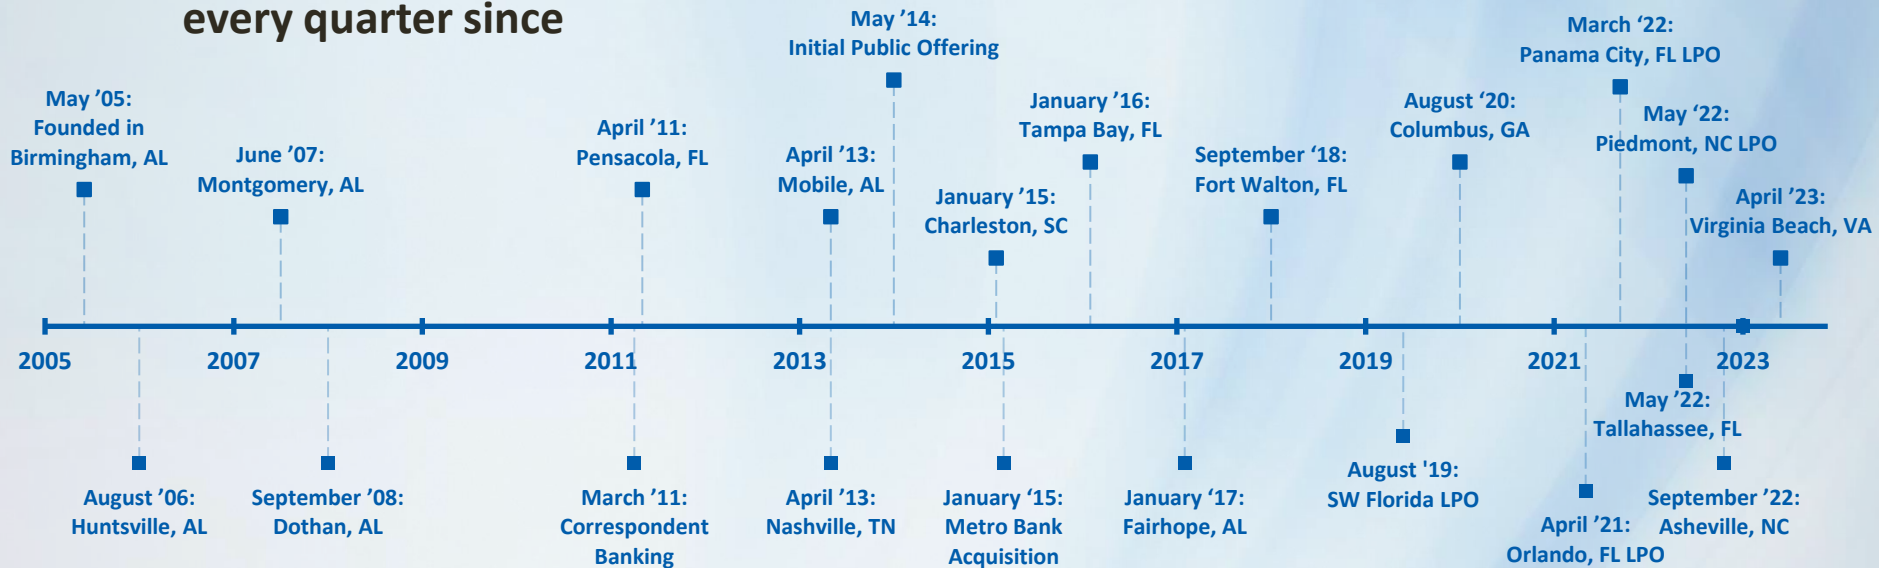 every quarter since
May ’14:
Initial Public Offering
March ’22:
Panama City, FL LPO
May ’05:
Founded in
Birmingham, AL
June ’07:
Montgomery, AL
April ’11:
Pensacola, FL
April ’13:
Mobile, AL
January ’15:
Charleston, SC
January ’16:
Tampa Bay, FL
September ‘18:
Fort Walton, FL
August ‘20:
Columbus, GA
May ‘22:
Piedmont, NC LPO
April ’23:
Virginia Beach, VA
2005
2007
2009
2011
2013
2015
2017
2019
2021
2023
August ’06:
Huntsville, AL
September ’08:
Dothan, AL
March ’11:
Correspondent
Banking
April ’13:
Nashville, TN
January ‘15:
Metro Bank
Acquisition
January ’17:
Fairhope, AL
August '19:
SW Florida LPO
April ’21:
Orlando, FL LPO
May ’22:
Tallahassee, FL
September ’22:
Asheville, NC